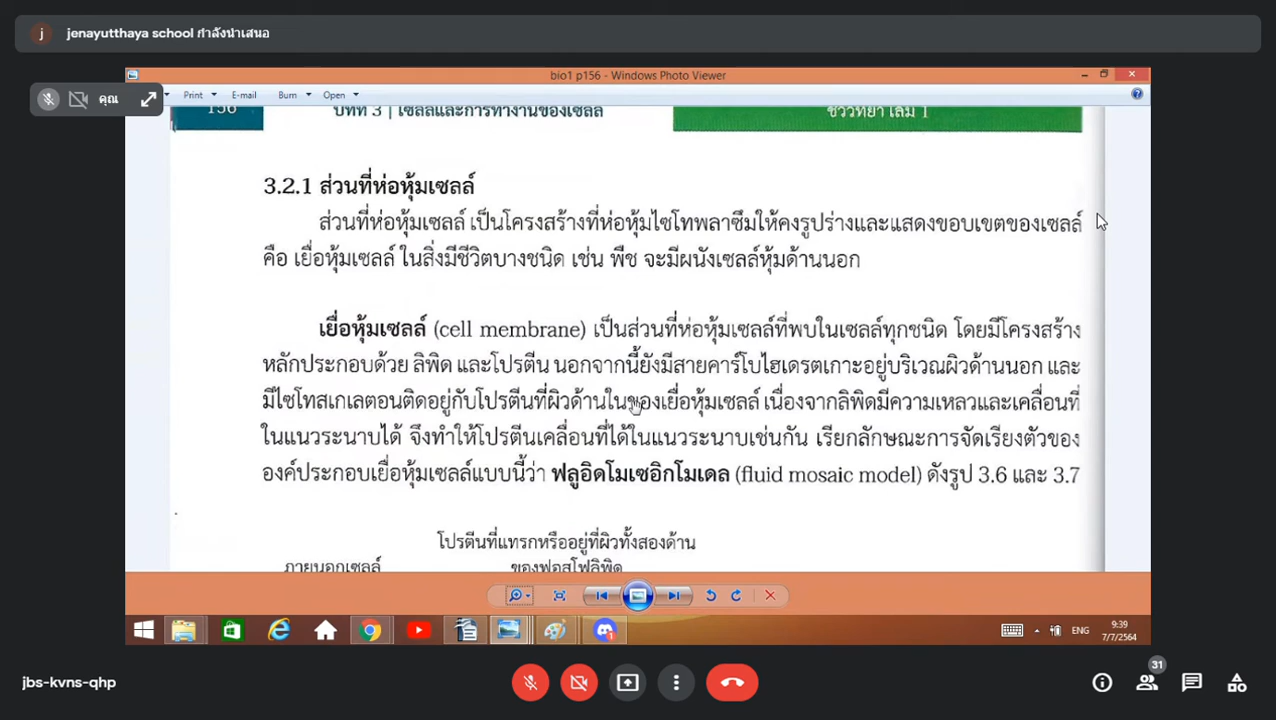 j jenayutthaya school กำลังนำเสนอ
bio1 p156 - Windows Photo Viewer
คุณ
Print E-mail Burn Open
156 บทที่ 3 | เซลล์และการทำงานของเซลล์ ชีววิทยา เล่ม 1
3.2.1 ส่วนที่ห่อหุ้มเซลล์
ส่วนที่ห่อหุ้มเซลล์ เป็นโครงสร้างที่ห่อหุ้มไซโทพลาซึมให้คงรูปร่างและแสดงขอบเขตของเซลล์
คือ เยื่อหุ้มเซลล์ ในสิ่งมีชีวิตบางชนิด เช่น พืช จะมีผนังเซลล์หุ้มด้านนอก
เยื่อหุ้มเซลล์ (cell membrane) เป็นส่วนที่ห่อหุ้มเซลล์ที่พบในเซลล์ทุกชนิด โดยมีโครงสร้าง
หลักประกอบด้วย ลิพิด และโปรตีน นอกจากนี้ยังมีสายคาร์โบไฮเดรตเกาะอยู่บริเวณผิวด้านนอก และ
มีไซโทสเกเลตอนติดอยู่กับโปรตีนที่ผิวด้านในของเยื่อหุ้มเซลล์ เนื่องจากลิพิดมีความเหลวและเคลื่อนที่
ในแนวระนาบได้ จึงทำให้โปรตีนเคลื่อนที่ได้ในแนวระนาบเช่นกัน เรียกลักษณะการจัดเรียงตัวของ
องค์ประกอบเยื่อหุ้มเซลล์แบบนี้ว่า ฟลูอิดโมเซอิกโมเดล (fluid mosaic model) ดังรูป 3.6 และ 3.7
โปรตีนที่แทรกหรืออยู่ที่ผิวทั้งสองด้าน
ภายนอกเซลล์ ของฟอสโฟลิพิด
ENG 9:39
7/7/2564
jbs-kvns-qhp 31